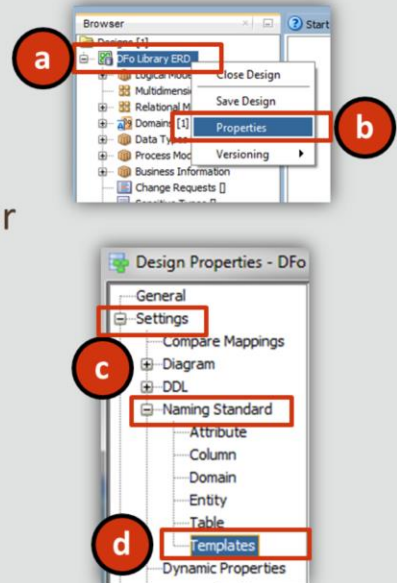 Browser
Start
Designs [1]
a
DFo Library ERD
Close Design
Multidimensi
Save Design
Relational M
Domains [1]
Properties
b
Data Types
Process Mod
Versioning
Business Information
Change Requests []
r
Design Properties - DFo
General
Settings
Compare Mappings
c
Diagram
DDL
Naming Standard
Attribute
Column
Domain
Entity
Table
d
Templates
Dynamic Properties